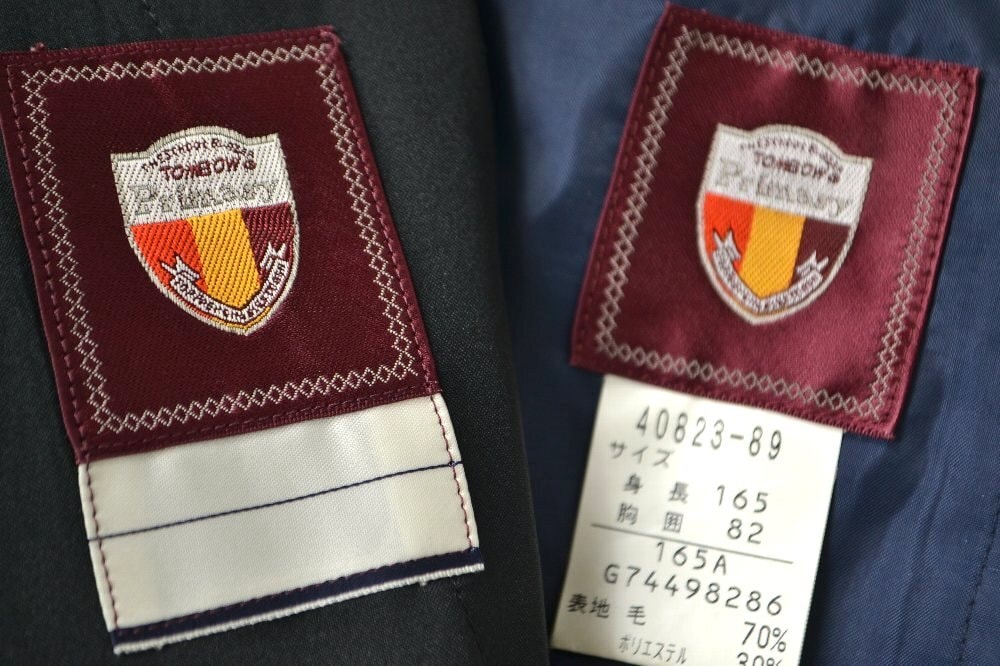 TOMBOW'S
Primary
TOMBOW'S
Primary
40823-89
サイズ
身長 165
胸囲 82
165A
G74498286
表地 毛 70%
ポリエステル 30%